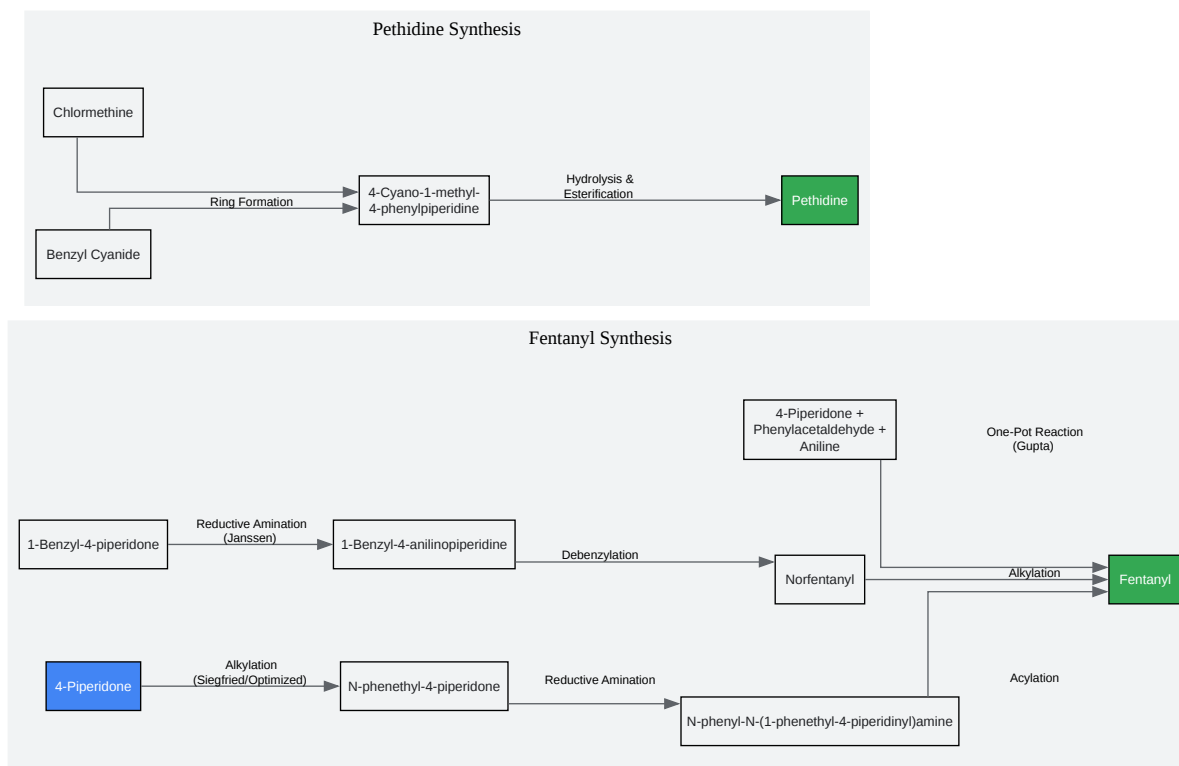 Pethidine Synthesis
Chlormethine
Ring Formation
Benzyl Cyanide
4-Cyano-1-methyl-
4-phenylpiperidine
Hydrolysis &
Esterification
Pethidine
Fentanyl Synthesis
4-Piperidone +
Phenylacetaldehyde +
Aniline
One-Pot Reaction
(Gupta)
1-Benzyl-4-piperidone
Reductive Amination
(Janssen)
1-Benzyl-4-anilinopiperidine
Debenzylation
Norfentanyl
Alkylation
Fentanyl
4-Piperidone
Alkylation
(Siegfried/Optimized)
N-phenethyl-4-piperidone
Reductive Amination
N-phenyl-N-(1-phenethyl-4-piperidinyl)amine
Acylation